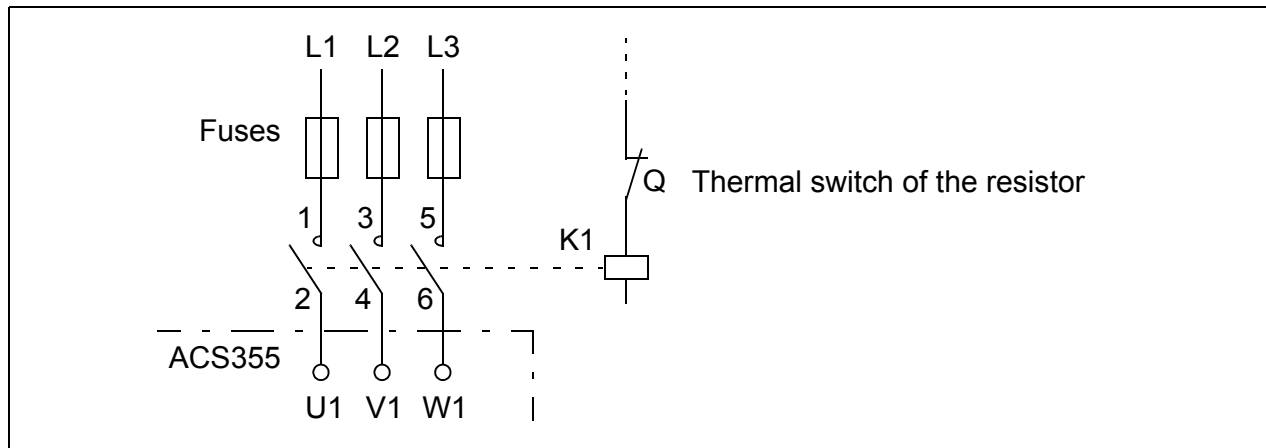 L1 L2 L3
Fuses
Q Thermal switch of the resistor
1 3 5
K1
2 4 6
ACS355
U1 V1 W1